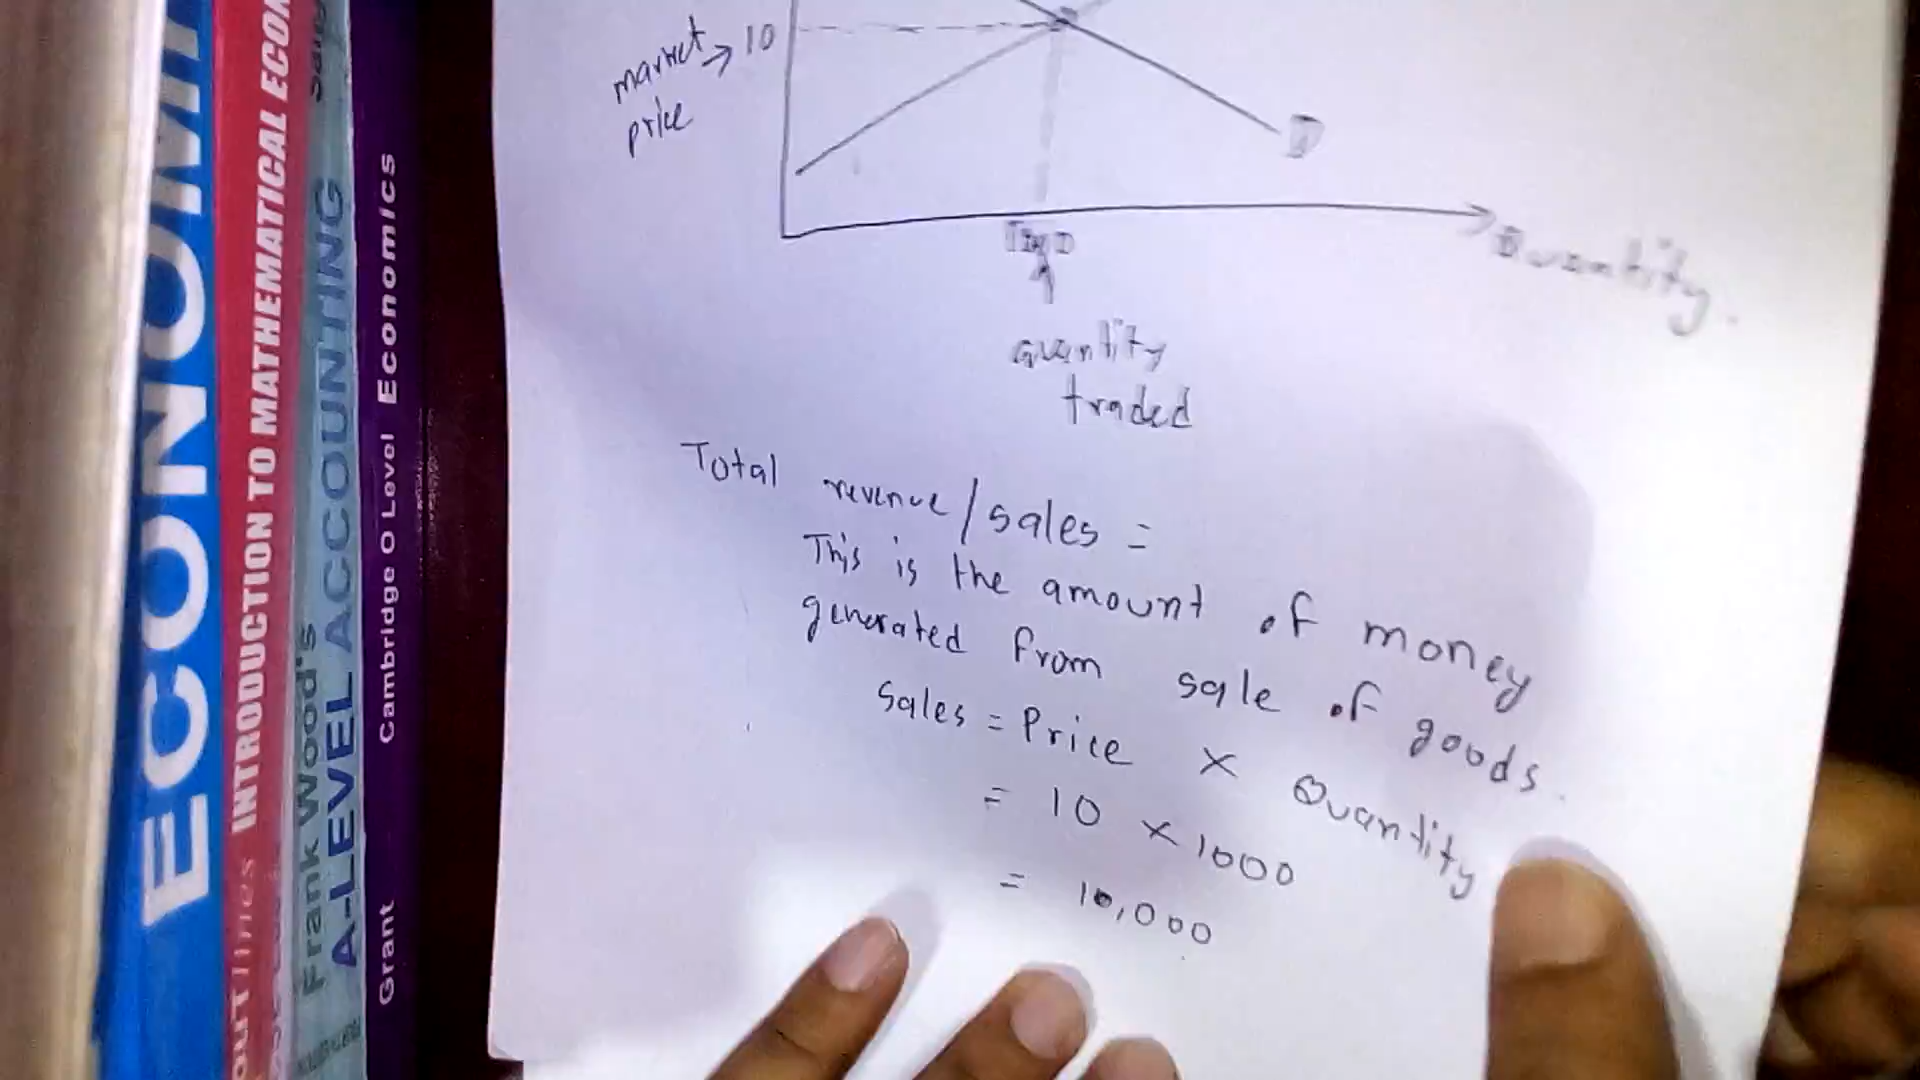 ECONOMI
outlines INTRODUCTION TO MATHEMATICAL ECON
Frank Wood's
A-LEVEL ACCOUNTING
Grant Cambridge O Level Economics
market
price
→ 10
D
Quantity.
quantity
traded
Total revenue/sales =
This is the amount of money
generated from sale of goods.
Sales = Price × Quantity
= 10 × 1000
= 10,000